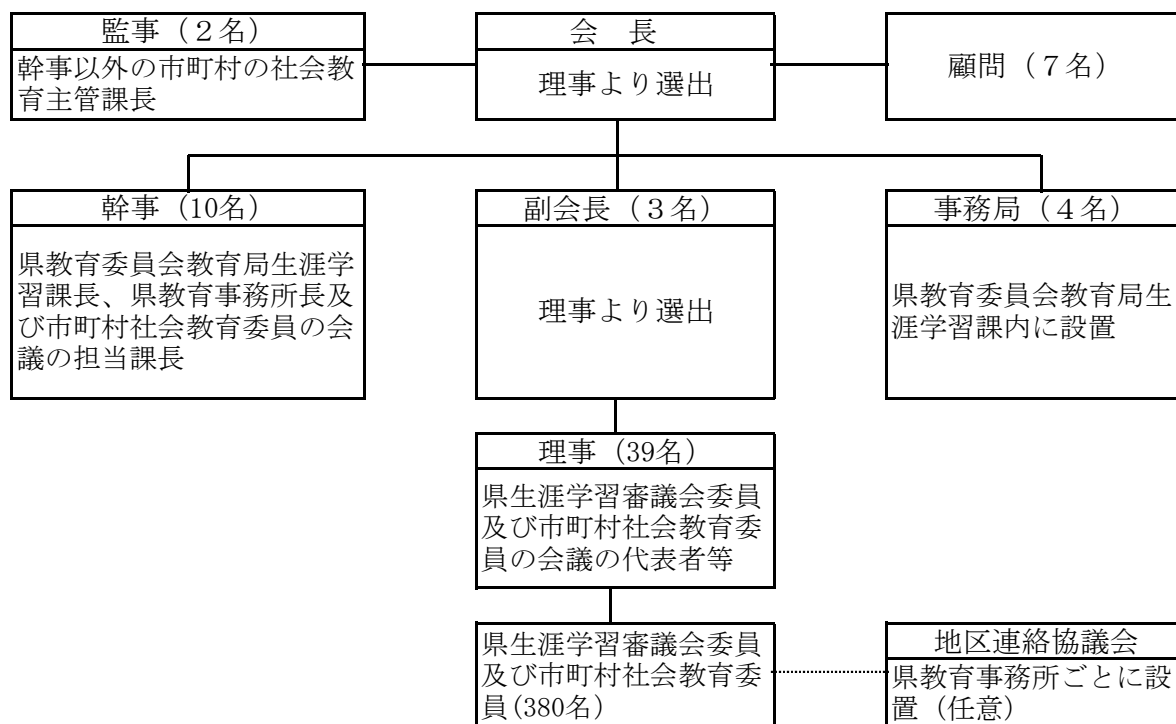 監事（２名）
幹事以外の市町村の社会教
育主管課長
会　長
理事より選出
顧問（７名）
幹事（10名）
県教育委員会教育局生涯学
習課長、県教育事務所長及
び市町村社会教育委員の会
議の担当課長
副会長（３名）
理事より選出
事務局（４名）
県教育委員会教育局生
涯学習課内に設置
理事（39名）
県生涯学習審議会委員
及び市町村社会教育委
員の会議の代表者等
県生涯学習審議会委員
及び市町村社会教育委
員(380名）
地区連絡協議会
県教育事務所ごとに設
置（任意）